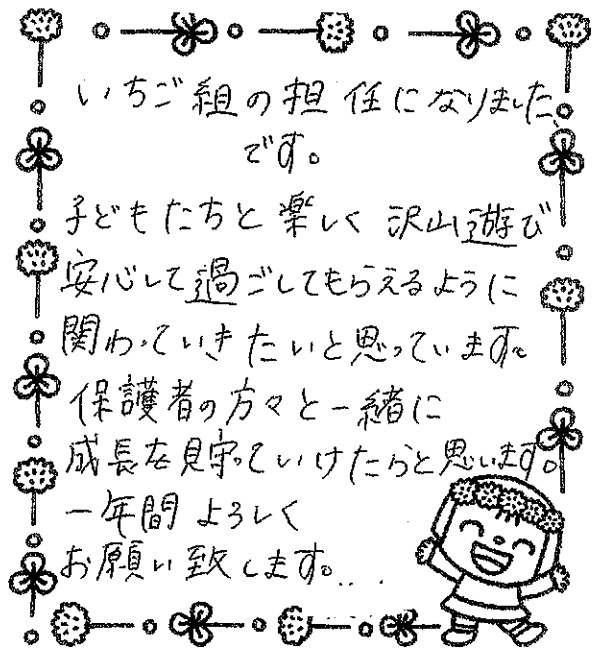 いちご組の担任になりました、
です。
子どもたちと楽しく沢山遊び
安心して過ごしてもらえるように
関わっていきたいと思っています。
保護者の方々と一緒に
成長を見守っていけたらと思います。
一年間よろしく
お願い致します。